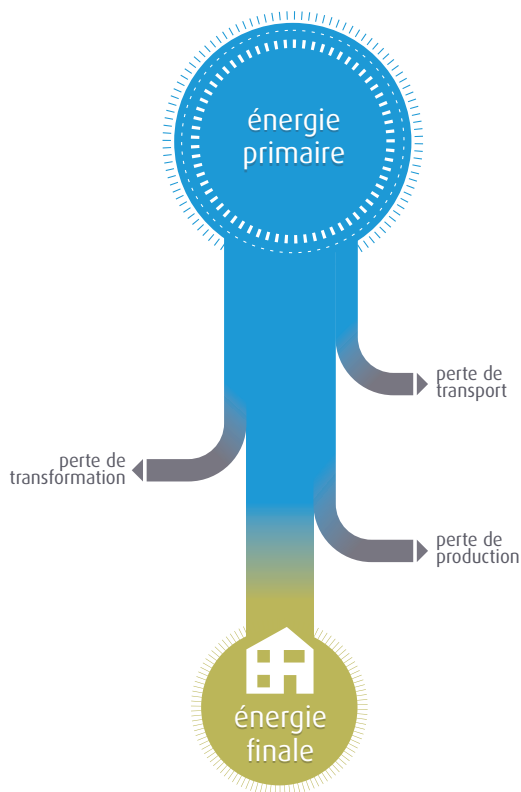 énergie
primaire
perte de
transport
perte de
transformation
perte de
production
énergie
finale